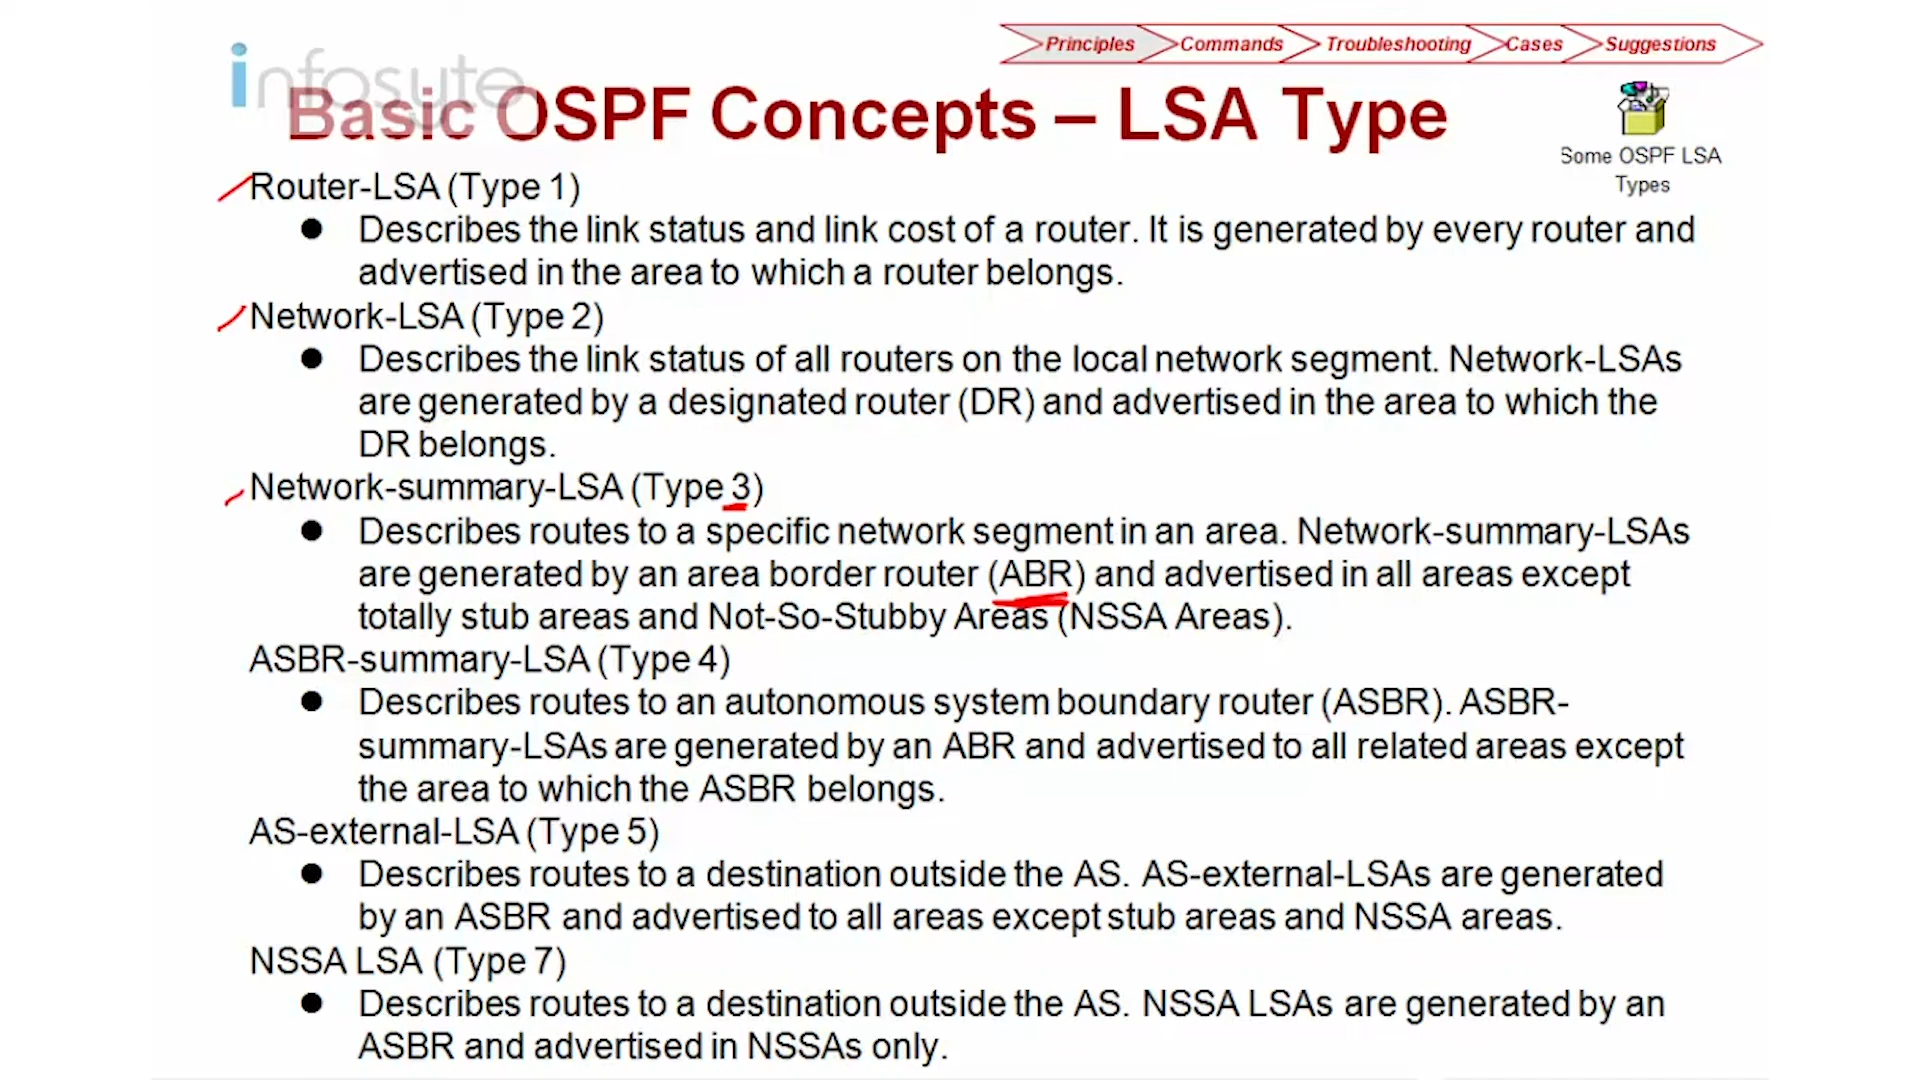 Principles Commands Troubleshooting Cases Suggestions
infosyte
Basic OSPF Concepts – LSA Type
Some OSPF LSA
Types
Router-LSA (Type 1)
● Describes the link status and link cost of a router. It is generated by every router and
advertised in the area to which a router belongs.
Network-LSA (Type 2)
● Describes the link status of all routers on the local network segment. Network-LSAs
are generated by a designated router (DR) and advertised in the area to which the
DR belongs.
Network-summary-LSA (Type 3)
● Describes routes to a specific network segment in an area. Network-summary-LSAs
are generated by an area border router (ABR) and advertised in all areas except
totally stub areas and Not-So-Stubby Areas (NSSA Areas).
ASBR-summary-LSA (Type 4)
● Describes routes to an autonomous system boundary router (ASBR). ASBR-
summary-LSAs are generated by an ABR and advertised to all related areas except
the area to which the ASBR belongs.
AS-external-LSA (Type 5)
● Describes routes to a destination outside the AS. AS-external-LSAs are generated
by an ASBR and advertised to all areas except stub areas and NSSA areas.
NSSA LSA (Type 7)
● Describes routes to a destination outside the AS. NSSA LSAs are generated by an
ASBR and advertised in NSSAs only.